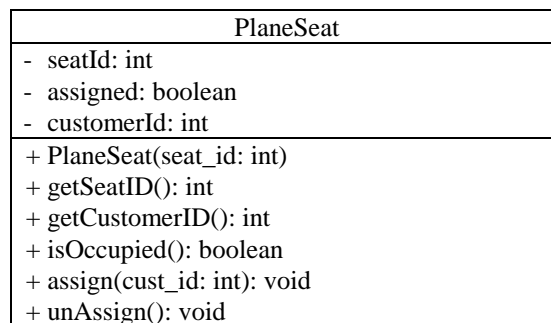 PlaneSeat
- seatId: int
- assigned: boolean
- customerId: int
+ PlaneSeat(seat_id: int)
+ getSeatID(): int
+ getCustomerID(): int
+ isOccupied(): boolean
+ assign(cust_id: int): void
+ unAssign(): void